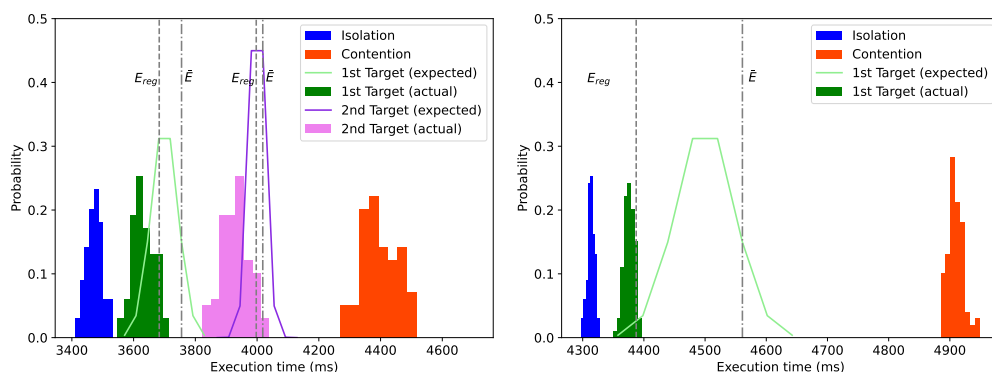 0.5
0.4
0.3
0.2
0.1
0.0
Probability
3400 3600 3800 4000 4200 4400 4600
Execution time (ms)
E_reg Ē E_reg Ē
Isolation
Contention
1st Target (expected)
1st Target (actual)
2nd Target (expected)
2nd Target (actual)
0.5
0.4
0.3
0.2
0.1
0.0
Probability
4300 4400 4500 4600 4700 4800 4900
Execution time (ms)
E_reg Ē
Isolation
Contention
1st Target (expected)
1st Target (actual)